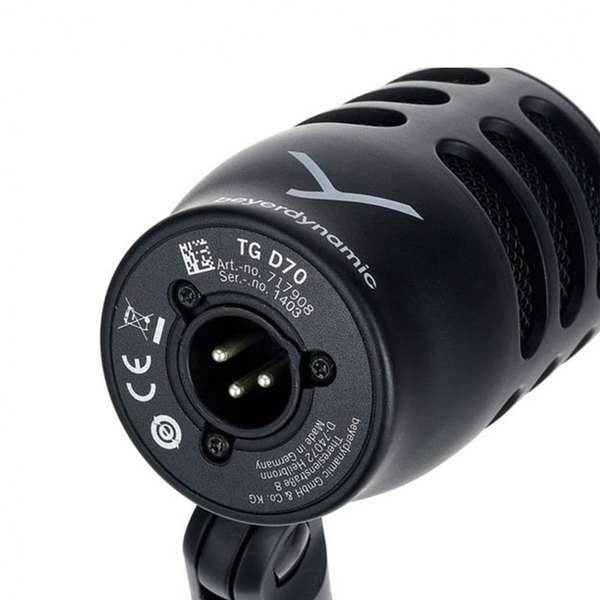 beyerdynamic
TG D70
Art.-no. 717908
Ser.-no. 1403
CE
beyerdynamic GmbH & Co. KG
Theresienstraße 8
D-74072 Heilbronn
Made in Germany